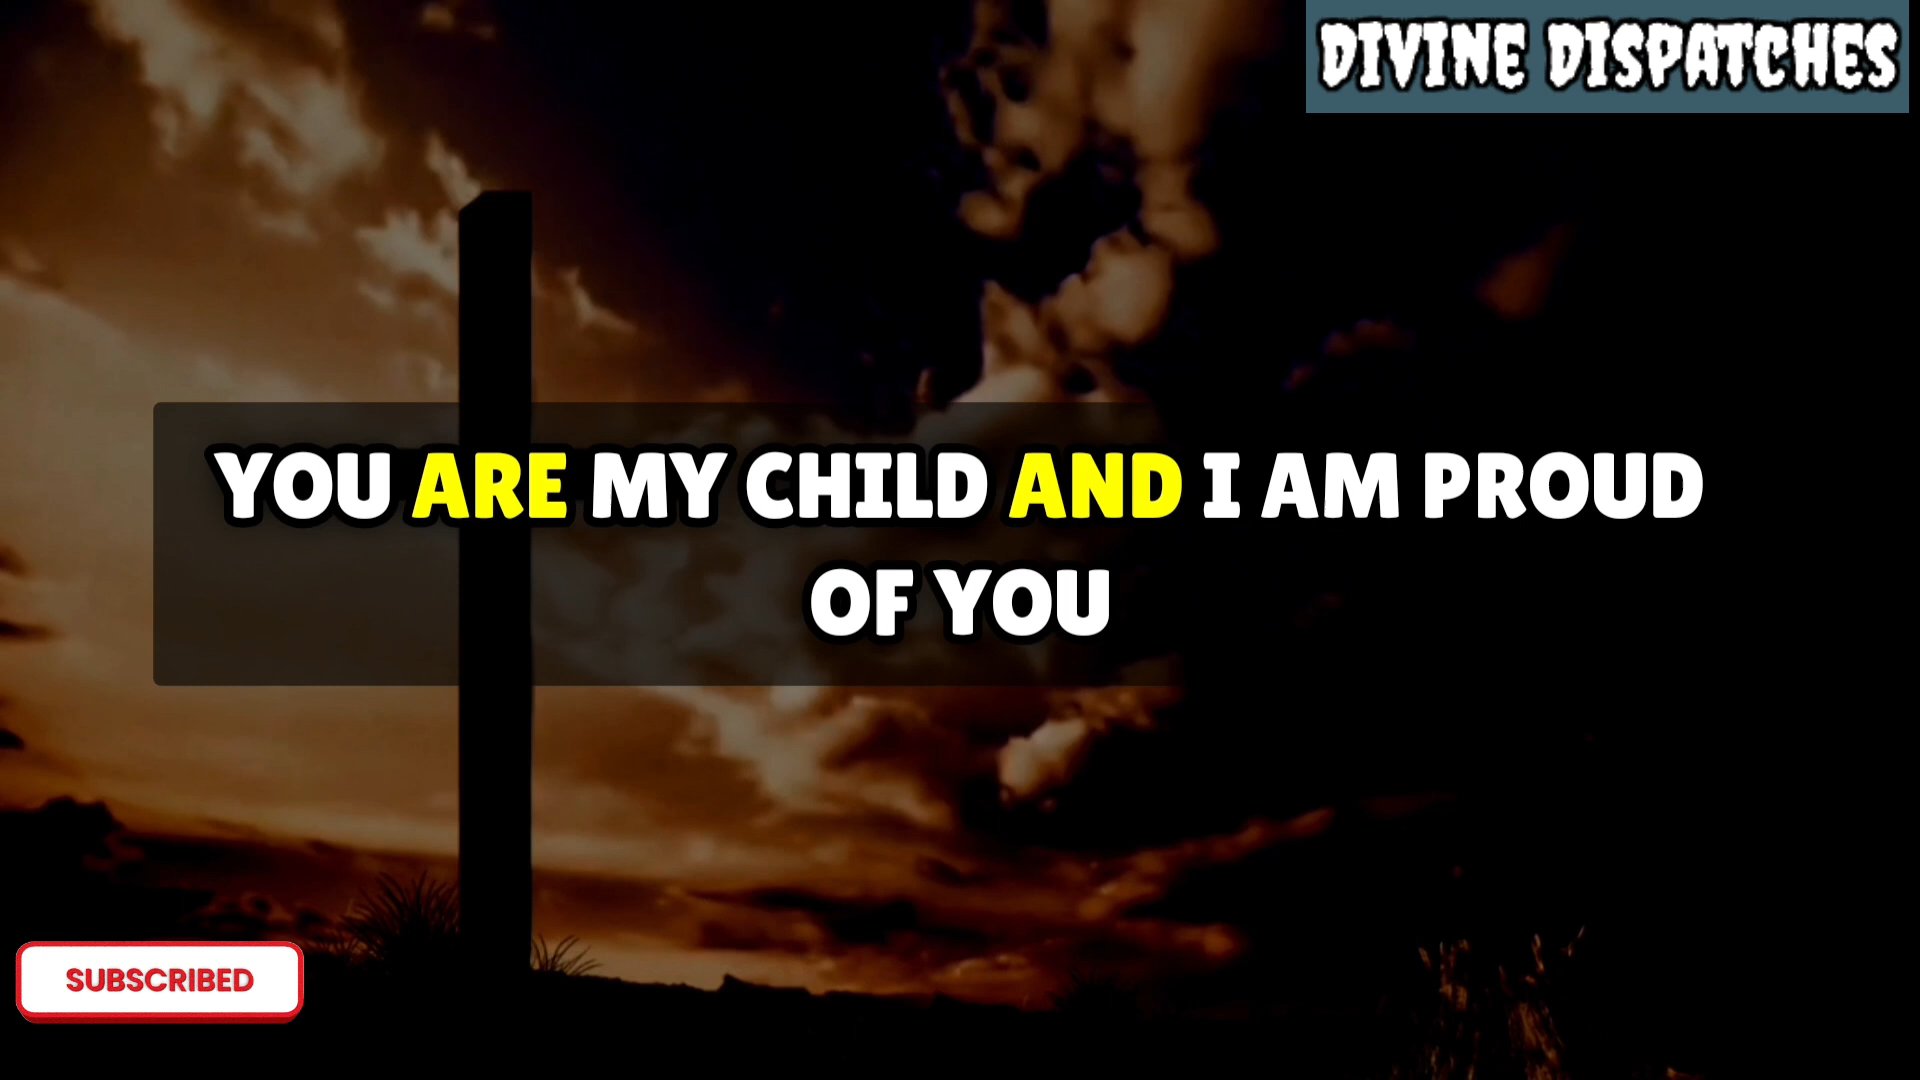 DIVINE DISPATCHES
YOU ARE MY CHILD AND I AM PROUD
OF YOU
SUBSCRIBED